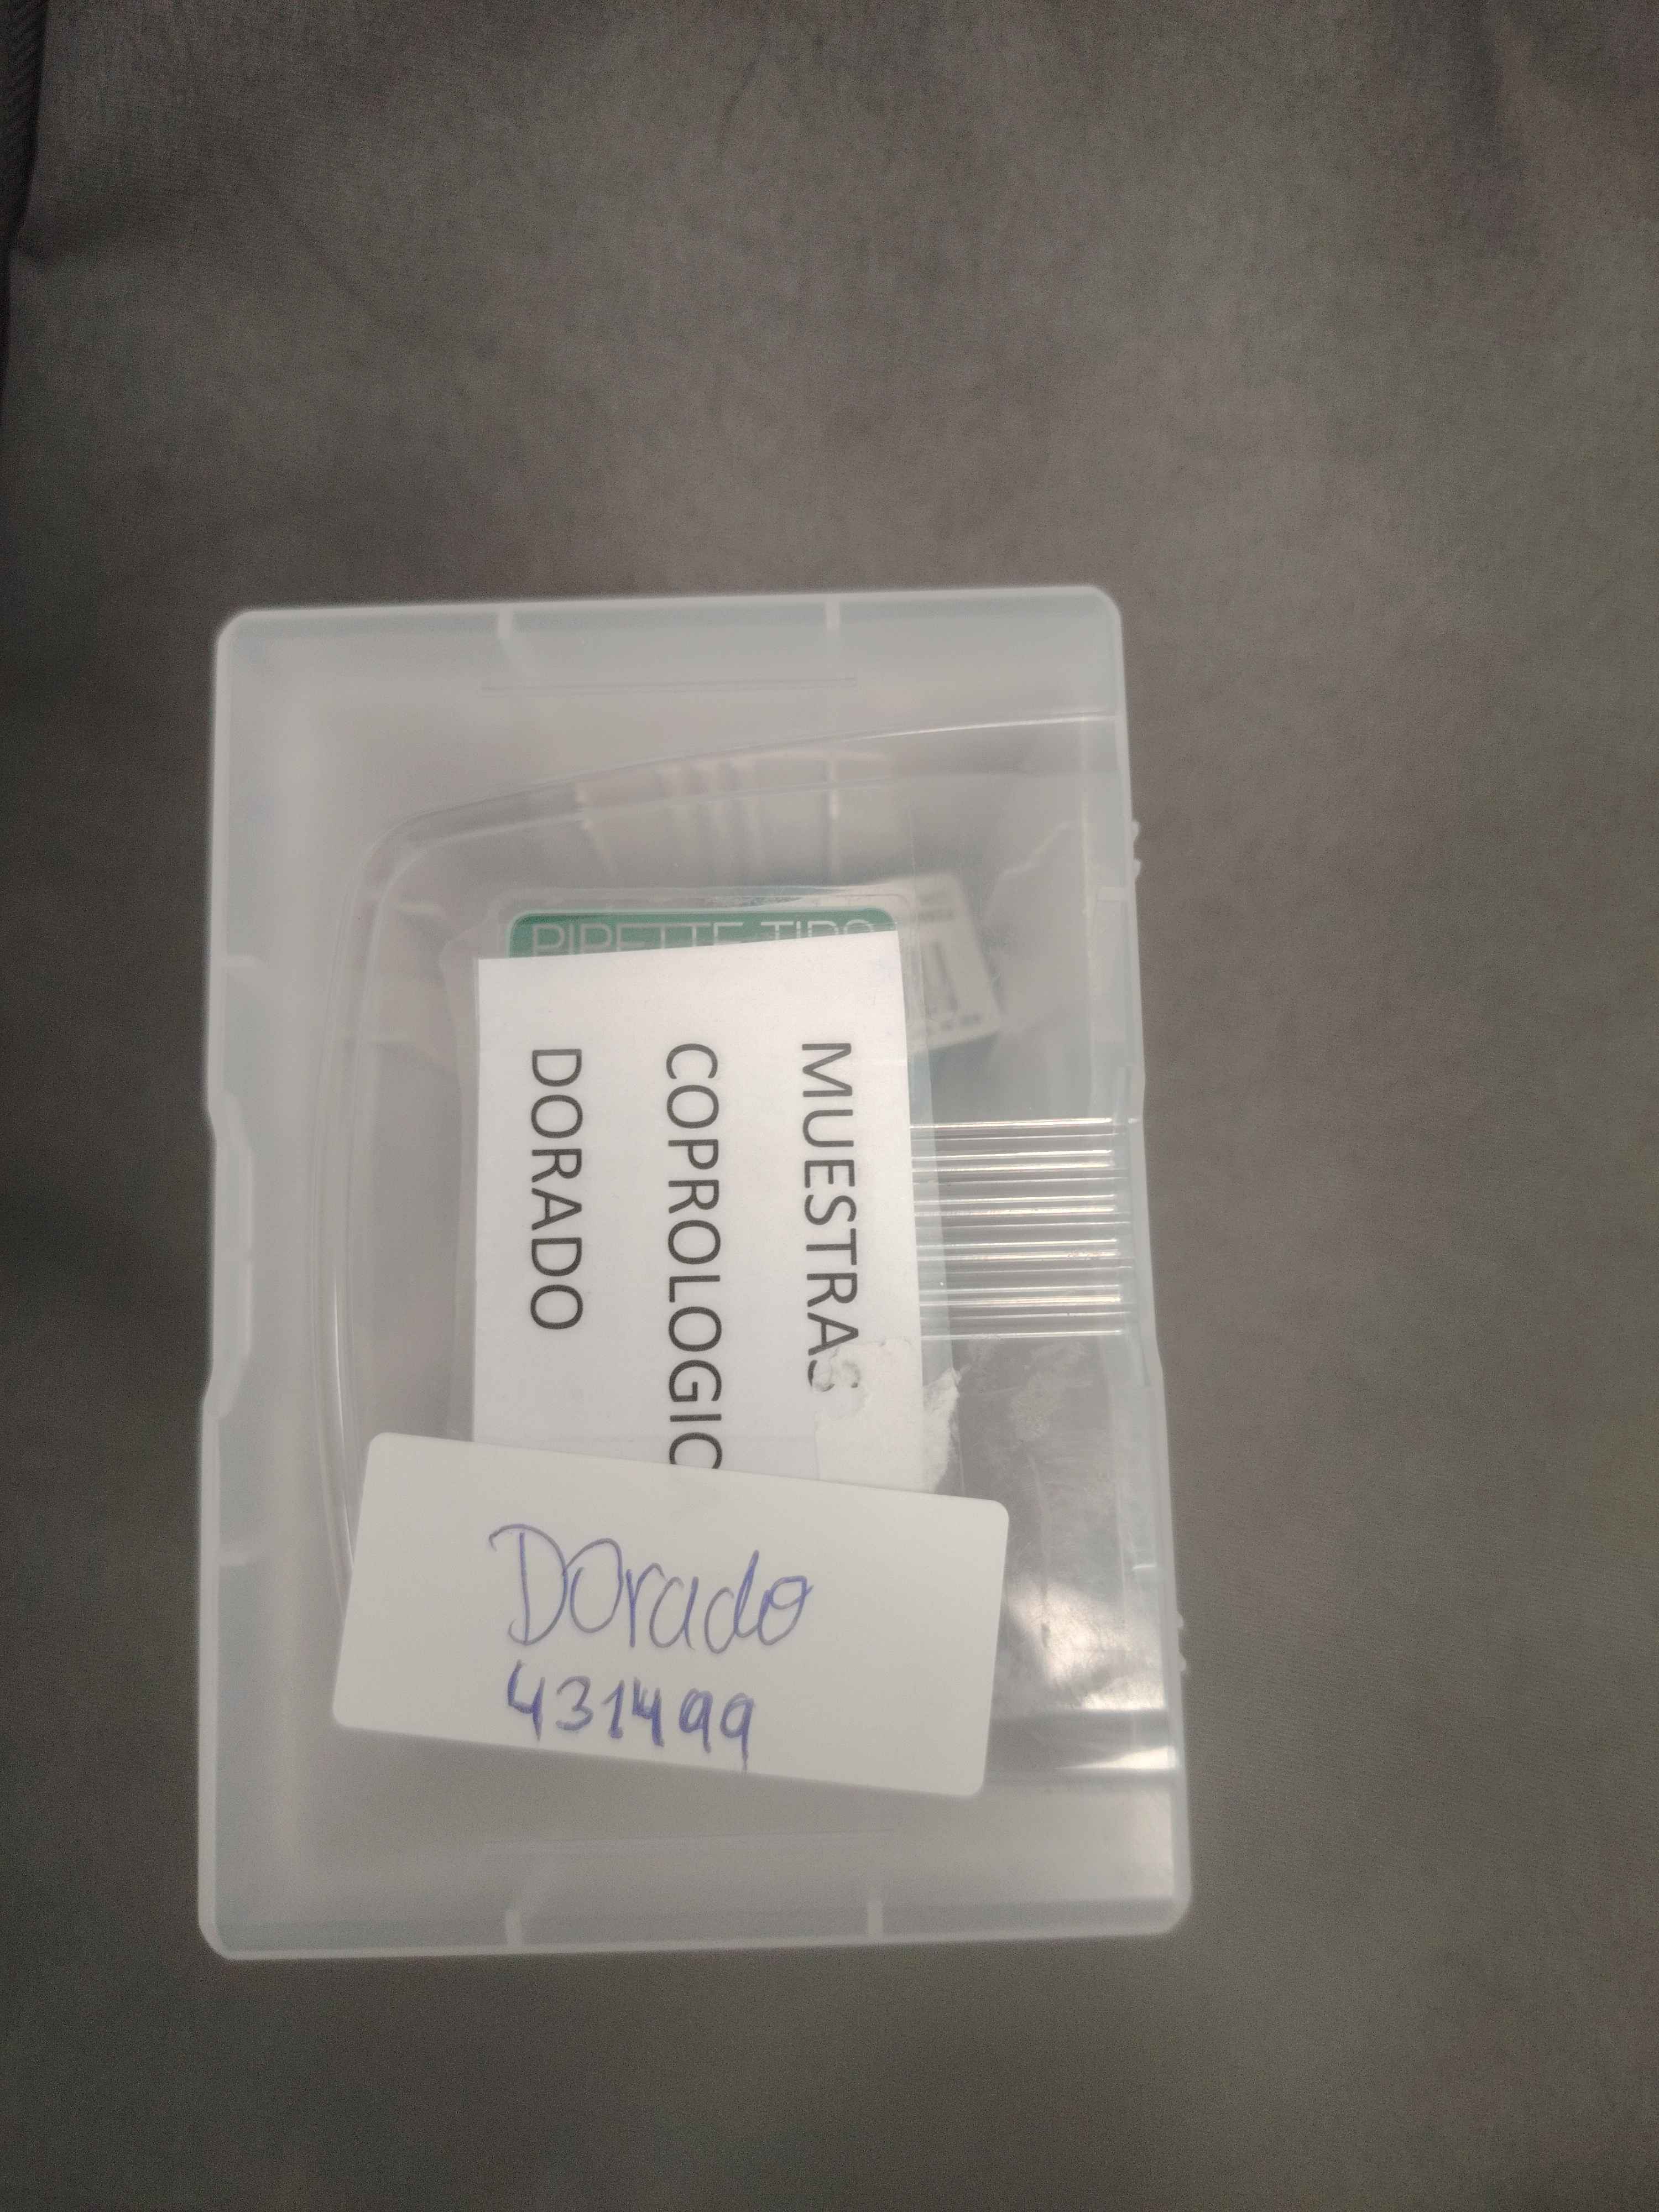 PIPETTE TIPS
MUESTRAS
COPROLOGIC
DORADO
DOrado
431499